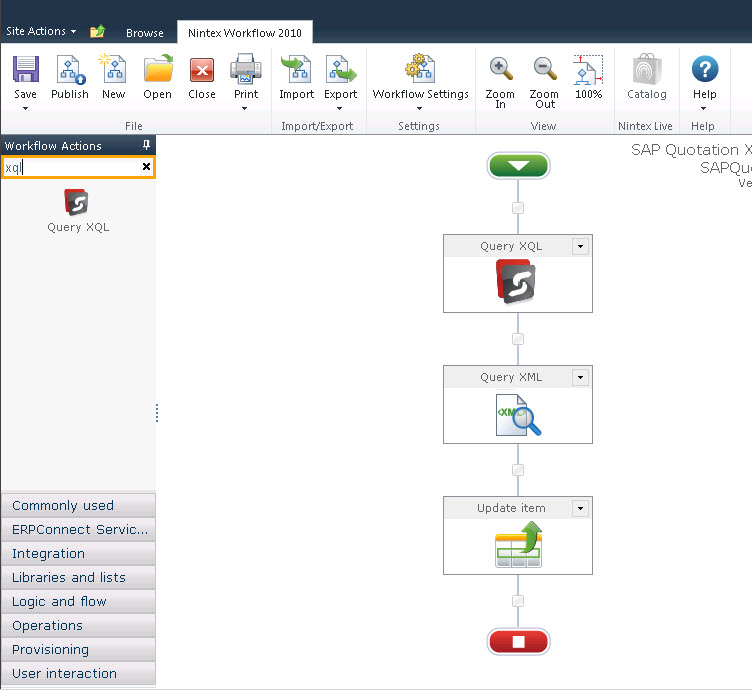 Site Actions
Browse
Nintex Workflow 2010
Save
Publish
New
Open
Close
Print
Import
Export
Workflow Settings
Zoom
In
Zoom
Out
100%
Catalog
Help
File
Import/Export
Settings
View
Nintex Live
Help
Workflow Actions
xql
Query XQL
SAP Quotation X
SAPQuo
Ve
Query XQL
Query XML
<XML
Update item
Commonly used
ERPConnect Servic...
Integration
Libraries and lists
Logic and flow
Operations
Provisioning
User interaction